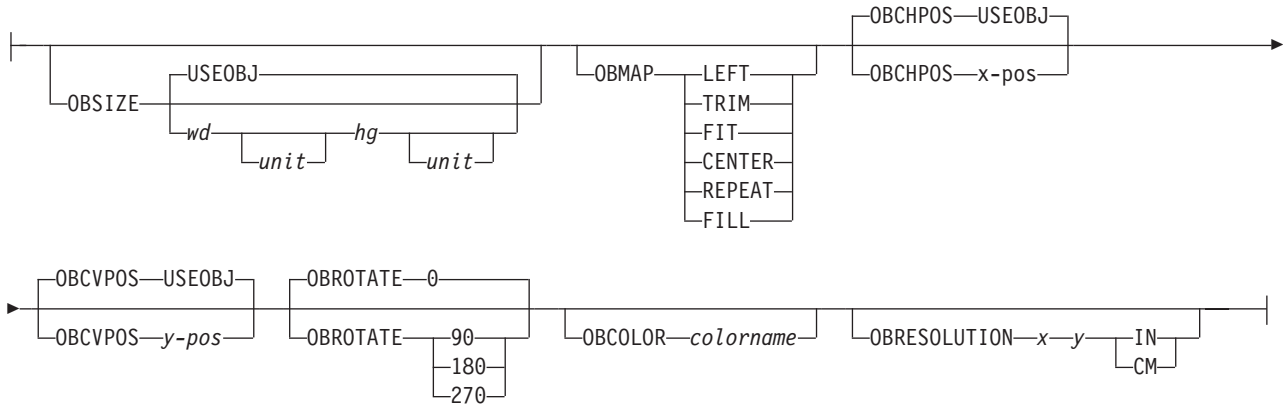 OBCHPOS USEOBJ
USEOBJ OBMAP LEFT OBCHPOS x-pos
OBSIZE TRIM
wd hg FIT
unit unit CENTER
REPEAT
FILL
OBCVPOS USEOBJ OBROTATE 0
OBCVPOS y-pos OBROTATE 90 OBCOLOR colorname OBRESOLUTION x y IN
180 CM
270